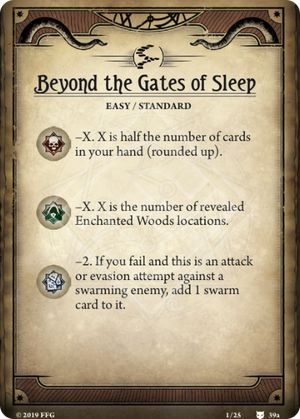 Beyond the Gates of Sleep
EASY / STANDARD
–X. X is half the number of cards
in your hand (rounded up).
–X. X is the number of revealed
Enchanted Woods locations.
–2. If you fail and this is an attack
or evasion attempt against a
swarming enemy, add 1 swarm
card to it.
© 2019 FFG
1/25
39a